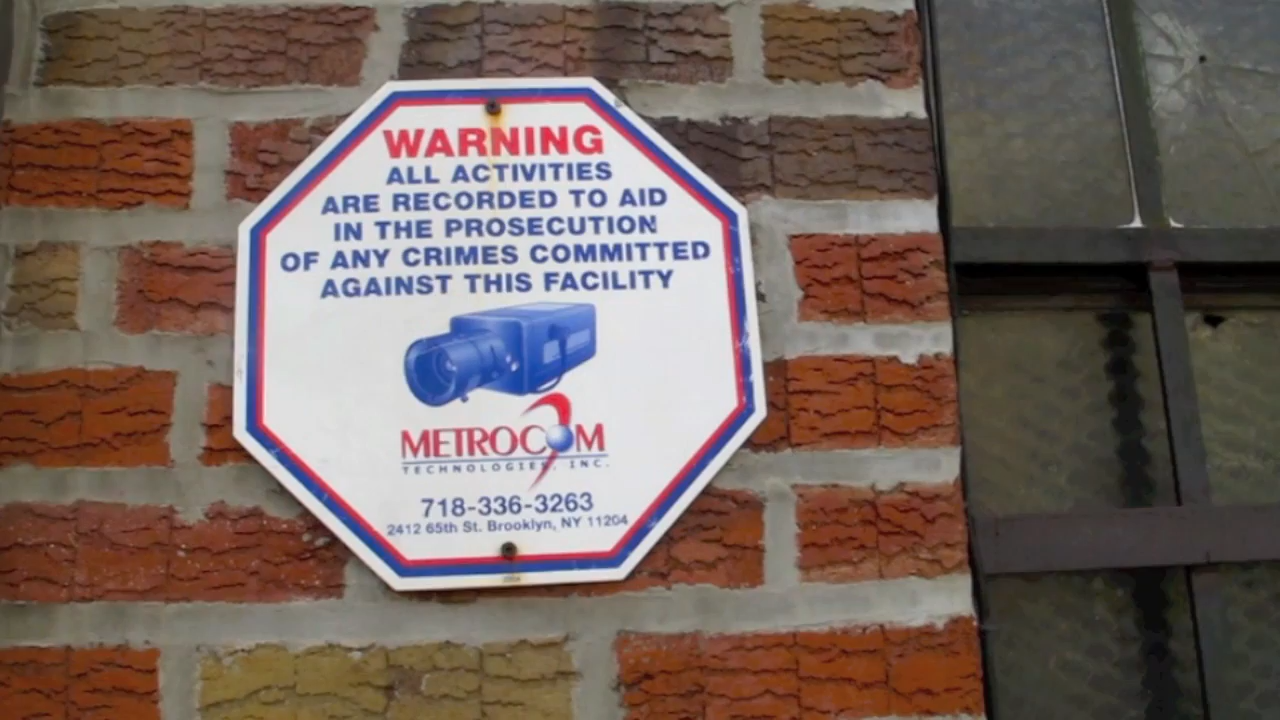 WARNING
ALL ACTIVITIES
ARE RECORDED TO AID
IN THE PROSECUTION
OF ANY CRIMES COMMITTED
AGAINST THIS FACILITY
METROCOM
TECHNOLOGIES, INC.
718-336-3263
2412 65th St. Brooklyn, NY 11204